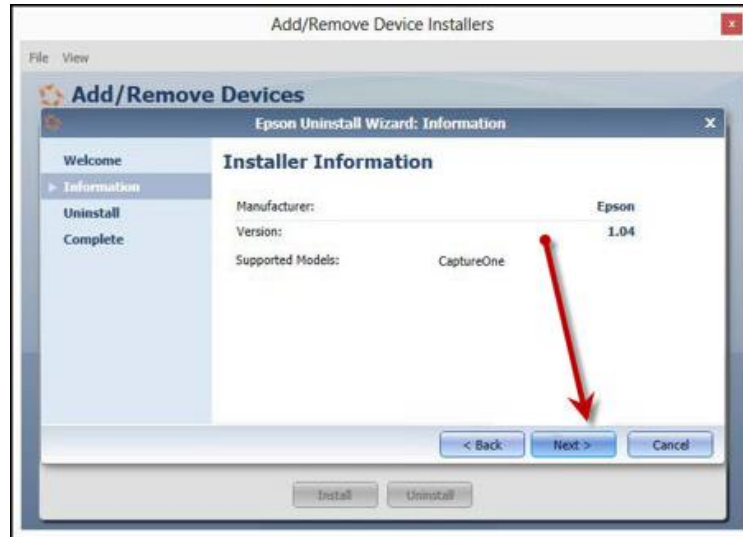 Add/Remove Device Installers
x
File View
Add/Remove Devices
Epson Uninstall Wizard: Information x
Welcome
Information
Uninstall
Complete
Installer Information
Manufacturer: Epson
Version: 1.04
Supported Models: CaptureOne
< Back Next > Cancel
Install Uninstall